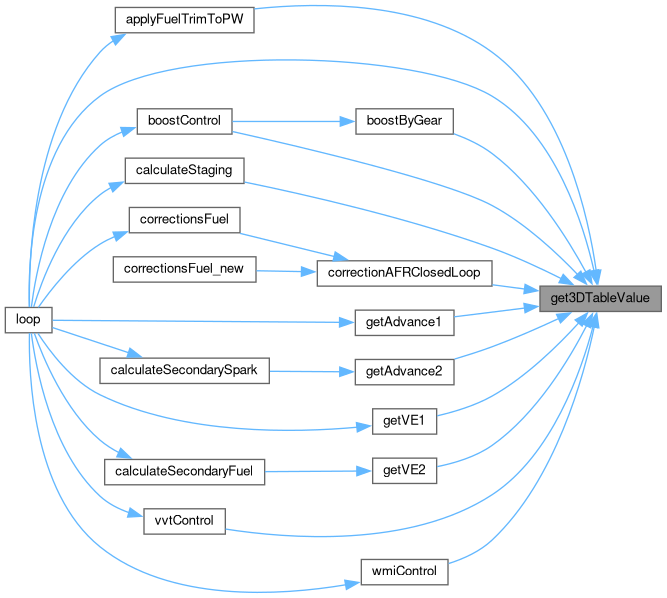 applyFuelTrimToPW
boostControl
boostByGear
calculateStaging
correctionsFuel
correctionsFuel_new
correctionAFRClosedLoop
get3DTableValue
loop
getAdvance1
calculateSecondarySpark
getAdvance2
getVE1
calculateSecondaryFuel
getVE2
vvtControl
wmiControl